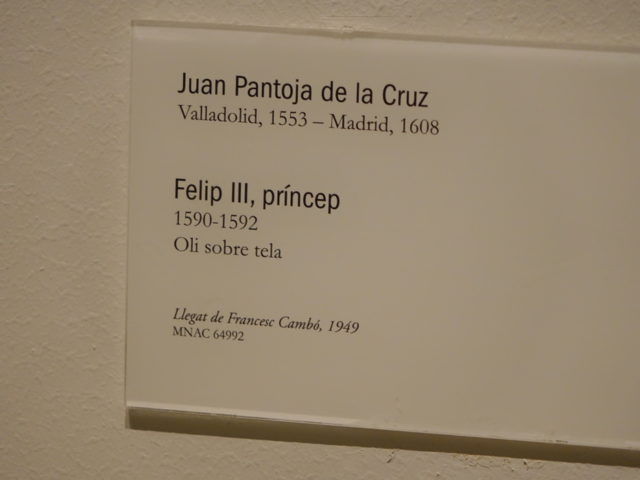 Juan Pantoja de la Cruz
Valladolid, 1553 – Madrid, 1608
Felip III, príncep
1590-1592
Oli sobre tela
Llegat de Francesc Cambó, 1949
MNAC 64992